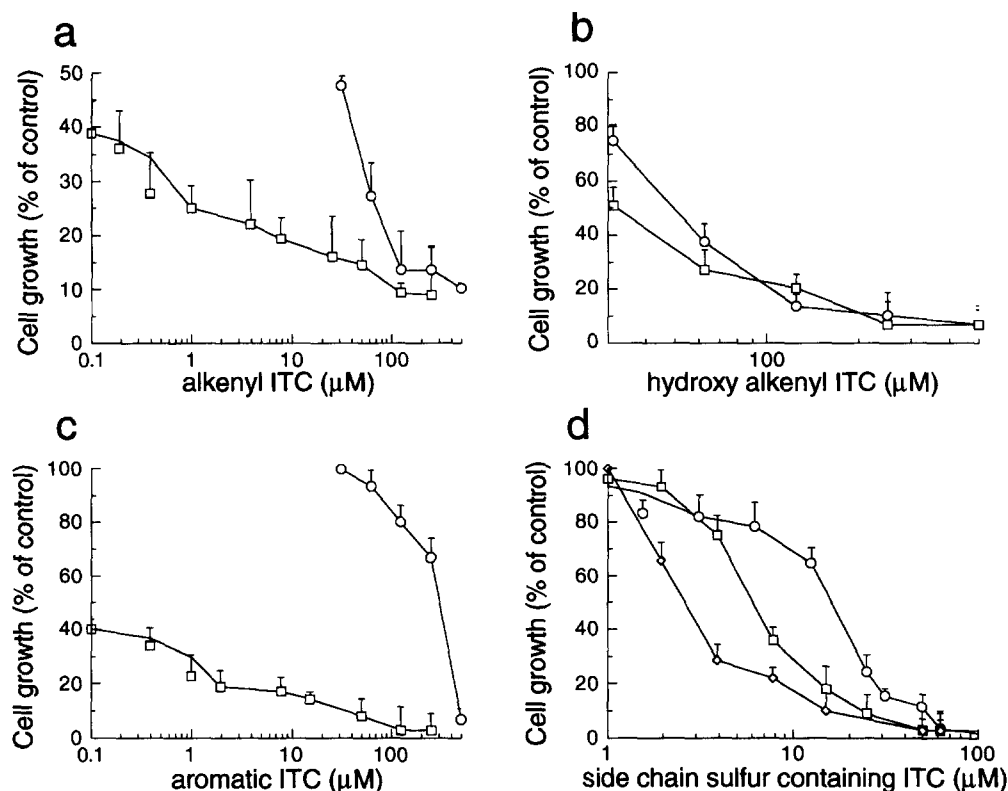 a
Cell growth (% of control)
50
40
30
20
10
0
0.1 1 10 100
alkenyl ITC (µM)
b
Cell growth (% of control)
100
80
60
40
20
0
100
hydroxy alkenyl ITC (µM)
c
Cell growth (% of control)
100
80
60
40
20
0
0.1 1 10 100
aromatic ITC (µM)
d
Cell growth (% of control)
100
80
60
40
20
0
1 10 100
side chain sulfur containing ITC (µM)